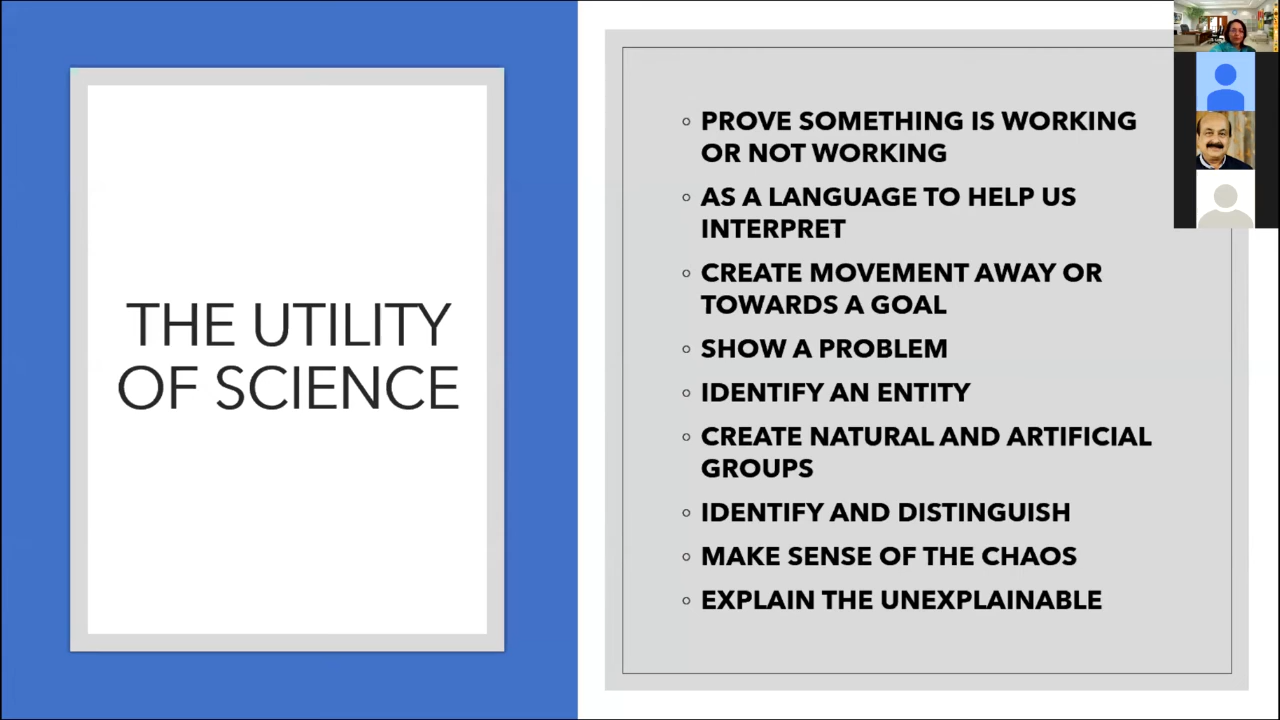 THE UTILITY
OF SCIENCE
◦ PROVE SOMETHING IS WORKING
OR NOT WORKING
◦ AS A LANGUAGE TO HELP US
INTERPRET
◦ CREATE MOVEMENT AWAY OR
TOWARDS A GOAL
◦ SHOW A PROBLEM
◦ IDENTIFY AN ENTITY
◦ CREATE NATURAL AND ARTIFICIAL
GROUPS
◦ IDENTIFY AND DISTINGUISH
◦ MAKE SENSE OF THE CHAOS
◦ EXPLAIN THE UNEXPLAINABLE